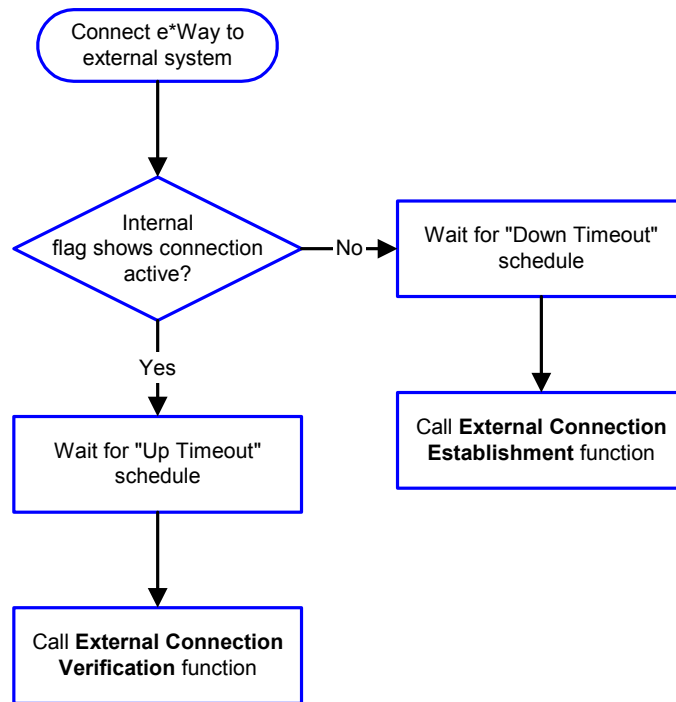 Connect e*Way to
external system
Internal
flag shows connection
active?
No
Wait for "Down Timeout"
schedule
Yes
Call External Connection
Establishment function
Wait for "Up Timeout"
schedule
Call External Connection
Verification function